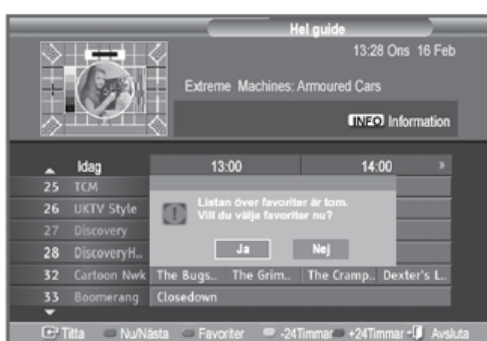 Hel guide
13:28 Ons 16 Feb
Extreme Machines: Armoured Cars
INFO Information
Idag 13:00 14:00
25 TCM
26 UKTV Style
27 Discovery
28 DiscoveryH..
Listan över favoriter är tom.
Vill du välja favoriter nu?
Ja Nej
32 Cartoon Nwk The Bugs.. The Grim.. The Cramp.. Dexter's L..
33 Boomerang Closedown
Titta Nu/Nästa Favoriter -24Timmar +24Timmar Avsluta